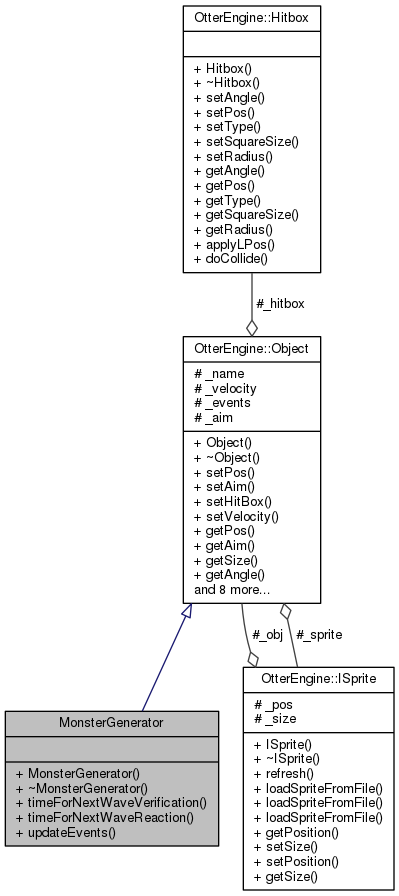 OtterEngine::Hitbox
+ Hitbox()
+ ~Hitbox()
+ setAngle()
+ setPos()
+ setType()
+ setSquareSize()
+ setRadius()
+ getAngle()
+ getPos()
+ getType()
+ getSquareSize()
+ getRadius()
+ applyLPos()
+ doCollide()
#_hitbox
OtterEngine::Object
# _name
# _velocity
# _events
# _aim
+ Object()
+ ~Object()
+ setPos()
+ setAim()
+ setHitBox()
+ setVelocity()
+ getPos()
+ getAim()
+ getSize()
+ getAngle()
and 8 more...
#_obj
#_sprite
MonsterGenerator
+ MonsterGenerator()
+ ~MonsterGenerator()
+ timeForNextWaveVerification()
+ timeForNextWaveReaction()
+ updateEvents()
OtterEngine::ISprite
# _pos
# _size
+ ISprite()
+ ~ISprite()
+ refresh()
+ loadSpriteFromFile()
+ loadSpriteFromFile()
+ loadSpriteFromFile()
+ getPosition()
+ setSize()
+ setPosition()
+ getSize()